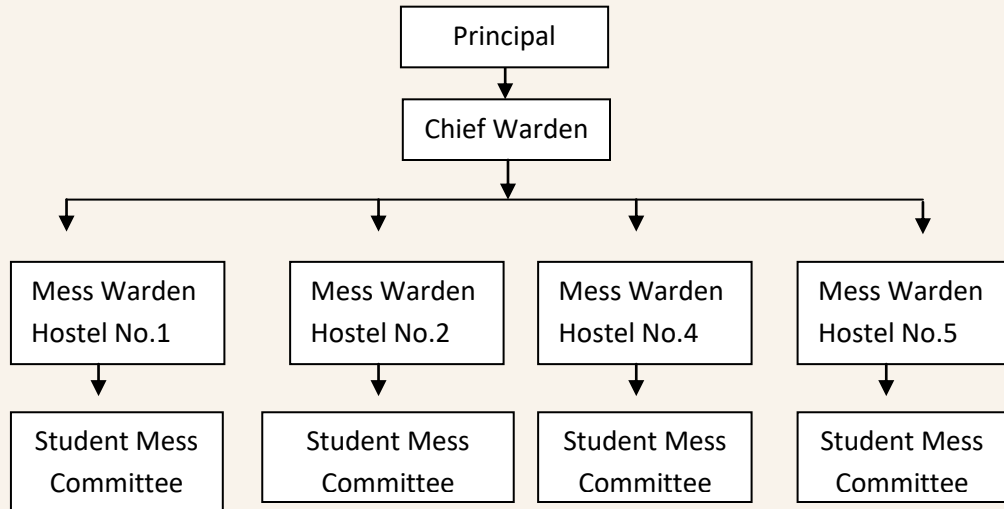 Principal
Chief Warden
Mess Warden
Hostel No.1
Mess Warden
Hostel No.2
Mess Warden
Hostel No.4
Mess Warden
Hostel No.5
Student Mess
Committee
Student Mess
Committee
Student Mess
Committee
Student Mess
Committee